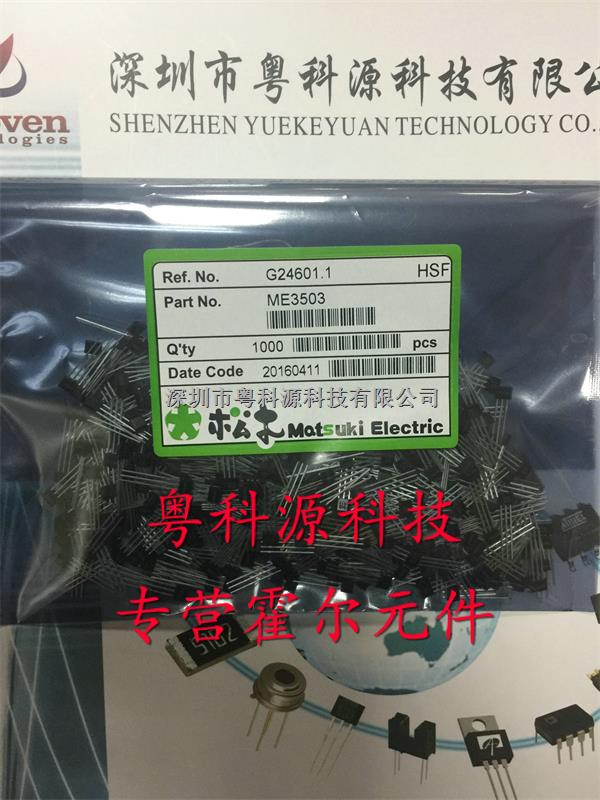 深圳市粤科源科技有限公
SHENZHEN YUEKEYUAN TECHNOLOGY CO.,
Ref. No. G24601.1 HSF
Part No. ME3503
Q'ty 1000 pcs
Date Code 20160411
深圳市粤科源科技有限公司
松木 Matsuki Electric
粤科源科技
专营霍尔元件